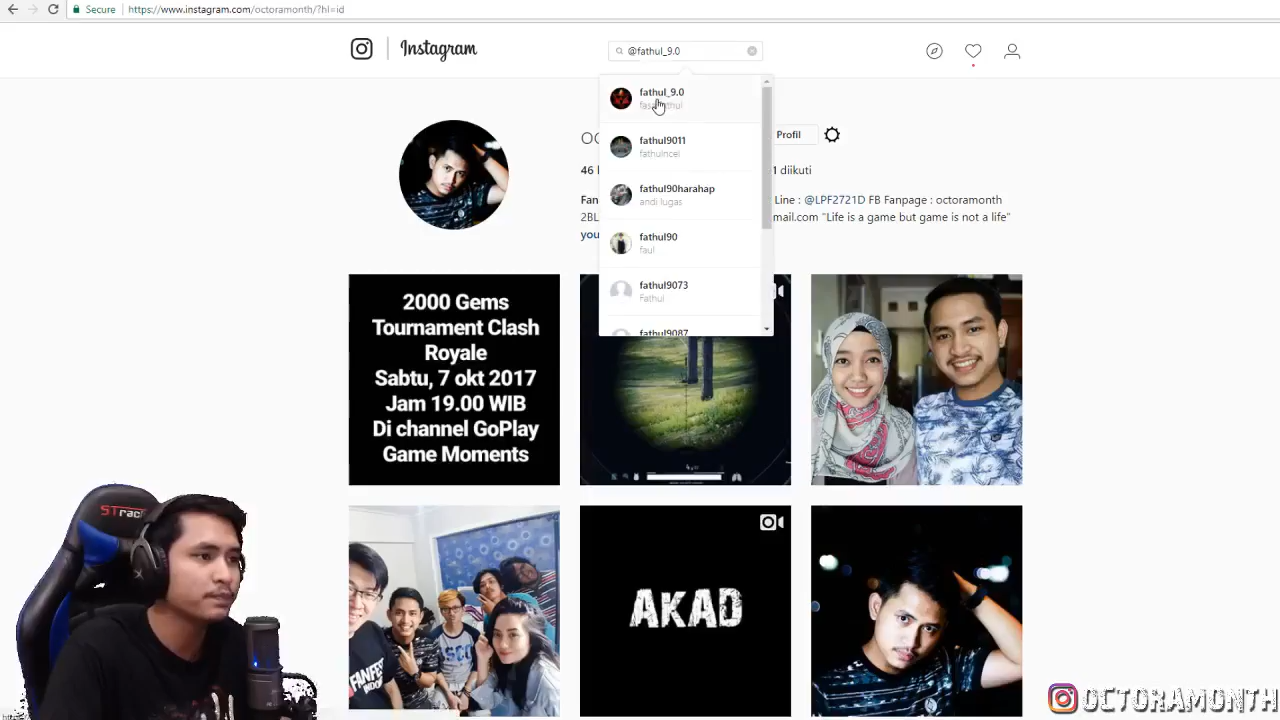 Secure https://www.instagram.com/octoramonth/?hl=id
Instagram
@fathul_9.0
fathul_9.0
fathul9011
fathulncel
fathul90harahap
andi lugas
fathul90
faul
fathul9073
Fathul
fathul9087
Profil
46
diikuti
Line : @LPF2721D FB Fanpage : octoramonth
mail.com "Life is a game but game is not a life"
2000 Gems
Tournament Clash
Royale
Sabtu, 7 okt 2017
Jam 19.00 WIB
Di channel GoPlay
Game Moments
FANFEST
AKAD
OCTORAMONTH